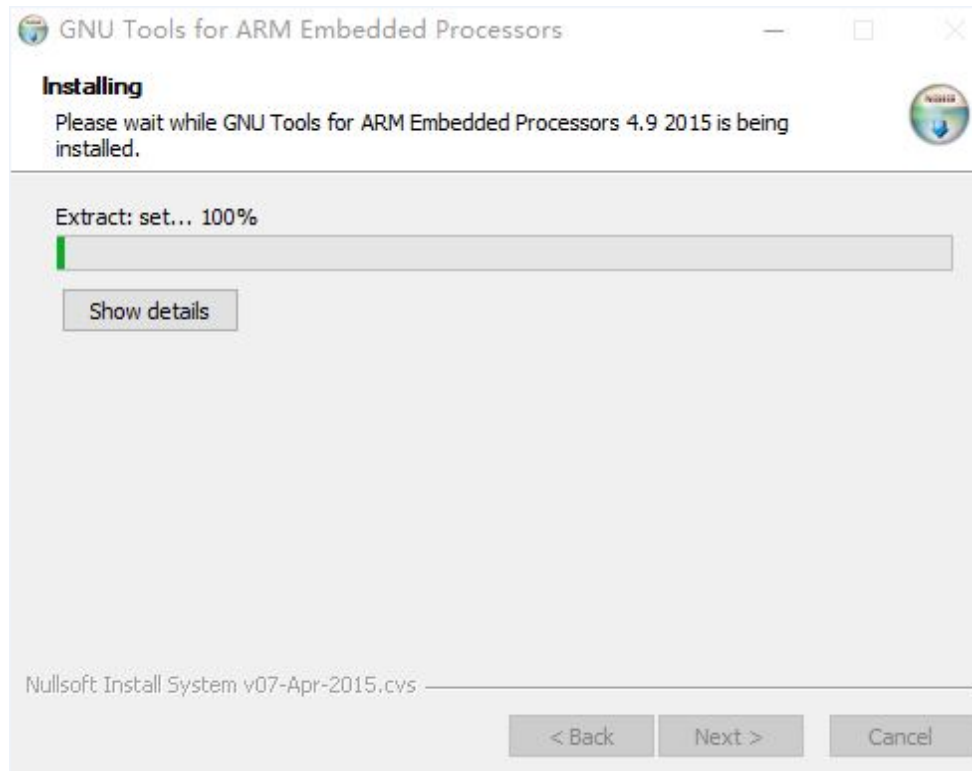 GNU Tools for ARM Embedded Processors
Installing
Please wait while GNU Tools for ARM Embedded Processors 4.9 2015 is being
installed.
Extract: set... 100%
Show details
Nullsoft Install System v07-Apr-2015.cvs
< Back Next > Cancel